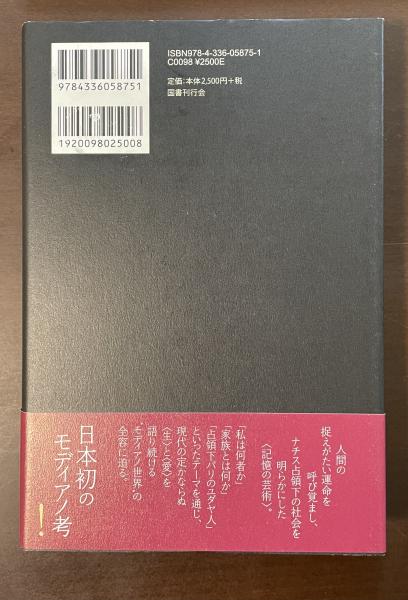 9784336058751
1920098025008
ISBN978-4-336-05875-1
C0098 ¥2500E
定価:本体2,500円+税
国書刊行会
人間の
捉えがたい運命を
呼び覚まし、
ナチス占領下の社会を
明らかにした
〈記憶の芸術〉。
「私は何者か」
「家族とは何か」
「占領下パリのユダヤ人」
といったテーマを通じ、
現代の定かならぬ
〈生〉と〈愛〉を
語り続ける
〝モディアノ世界〟の
全容に迫る。
日本初の
モディアノ考!